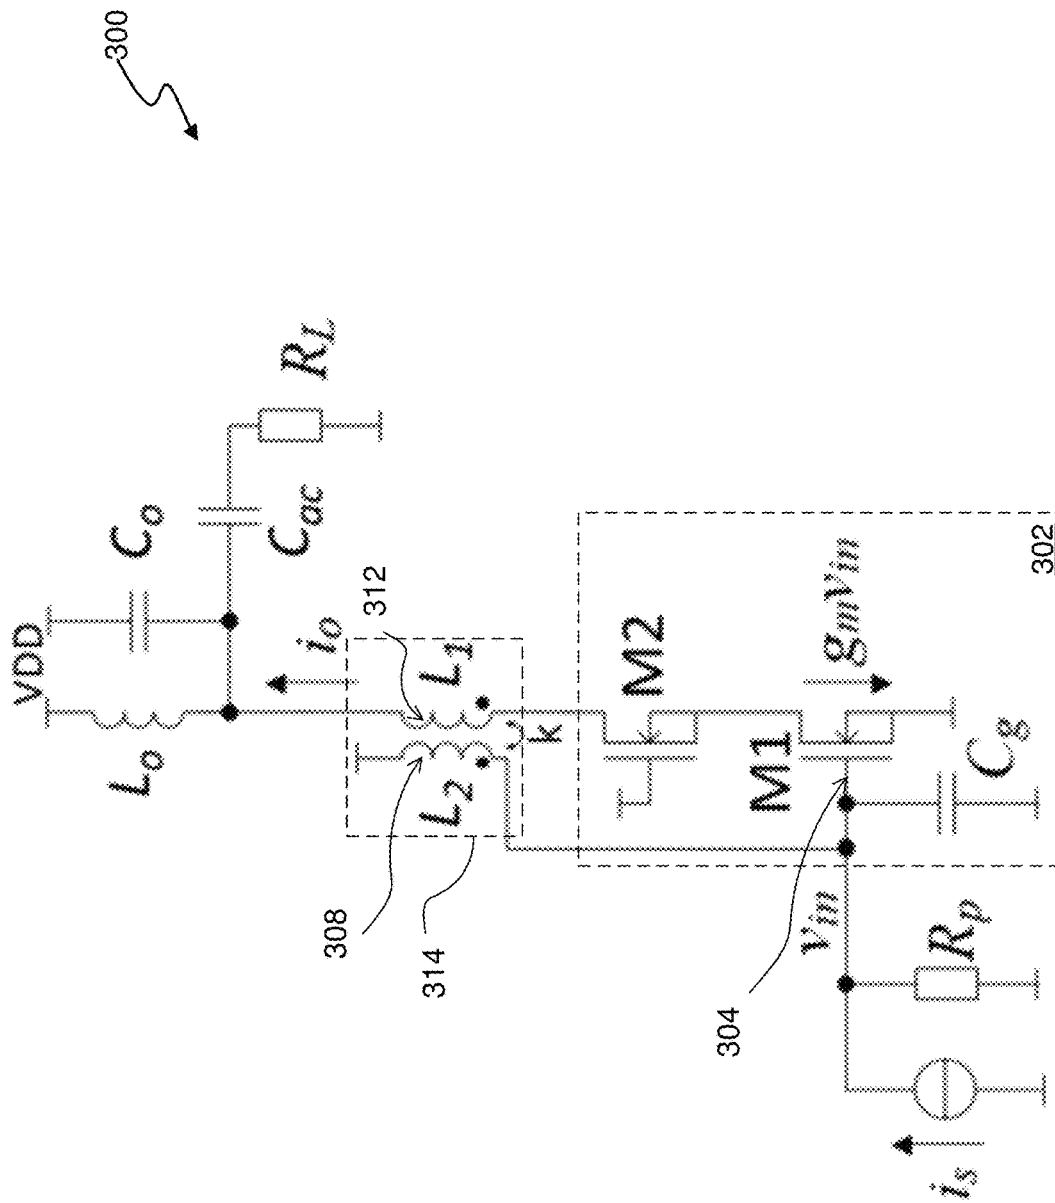 300
VDD
L_o
C_o
C_ac
R_L
i_o
312
L_1
L_2
k
308
314
M2
M1
g_m v_in
C_g
302
304
v_in
R_p
i_s